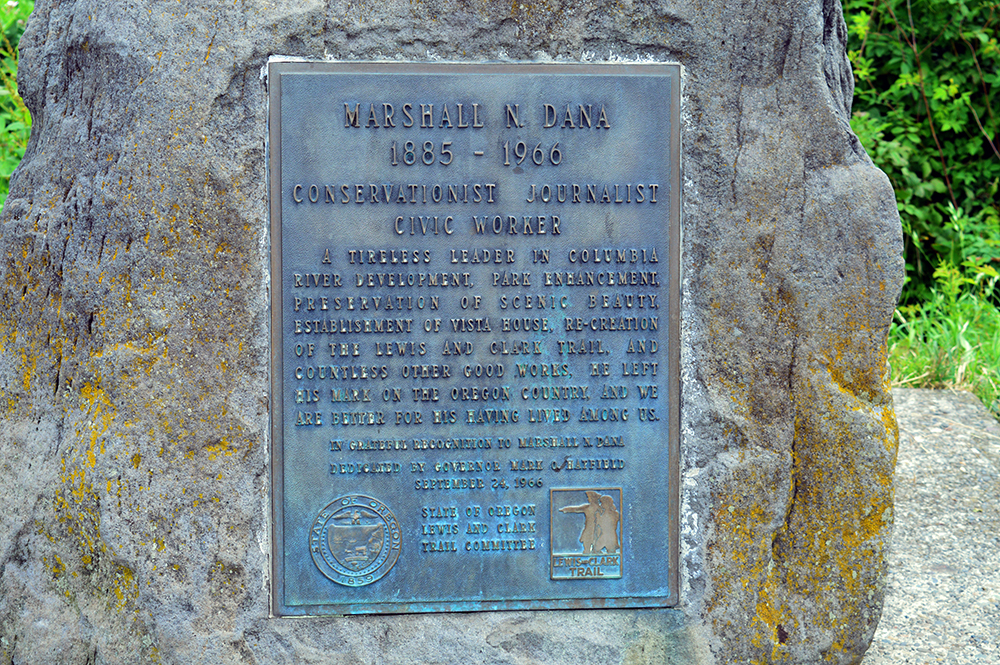 MARSHALL N. DANA
1885 - 1966
CONSERVATIONIST JOURNALIST
CIVIC WORKER
A TIRELESS LEADER IN COLUMBIA
RIVER DEVELOPMENT, PARK ENHANCEMENT,
PRESERVATION OF SCENIC BEAUTY,
ESTABLISHMENT OF VISTA HOUSE, RE-CREATION
OF THE LEWIS AND CLARK TRAIL, AND
COUNTLESS OTHER GOOD WORKS. HE LEFT
HIS MARK ON THE OREGON COUNTRY, AND WE
ARE BETTER FOR HIS HAVING LIVED AMONG US.
IN GRATEFUL RECOGNITION TO MARSHALL N. DANA
DEDICATED BY GOVERNOR MARK O. HATFIELD
SEPTEMBER 24, 1966
STATE OF OREGON
LEWIS AND CLARK
TRAIL COMMITTEE
STATE OF OREGON
1859
LEWIS AND CLARK
TRAIL